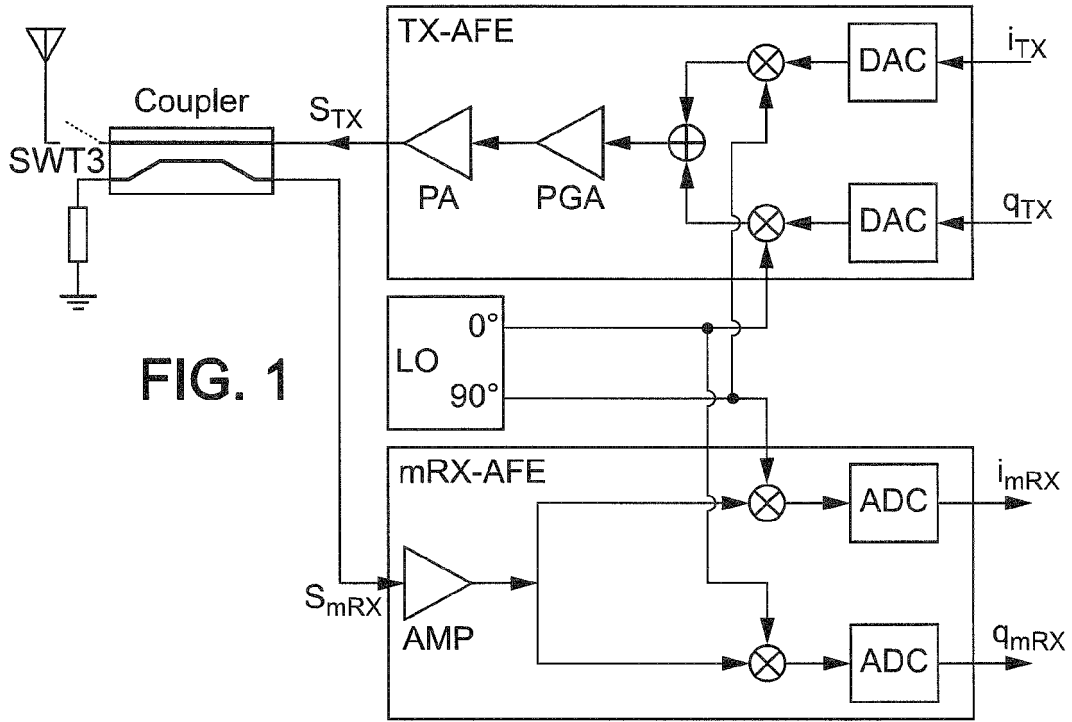 TX-AFE
DAC
iTX
Coupler
STX
SWT3
PA
PGA
DAC
qTX
0°
LO
90°
FIG. 1
mRX-AFE
ADC
imRX
SmRX
AMP
ADC
qmRX